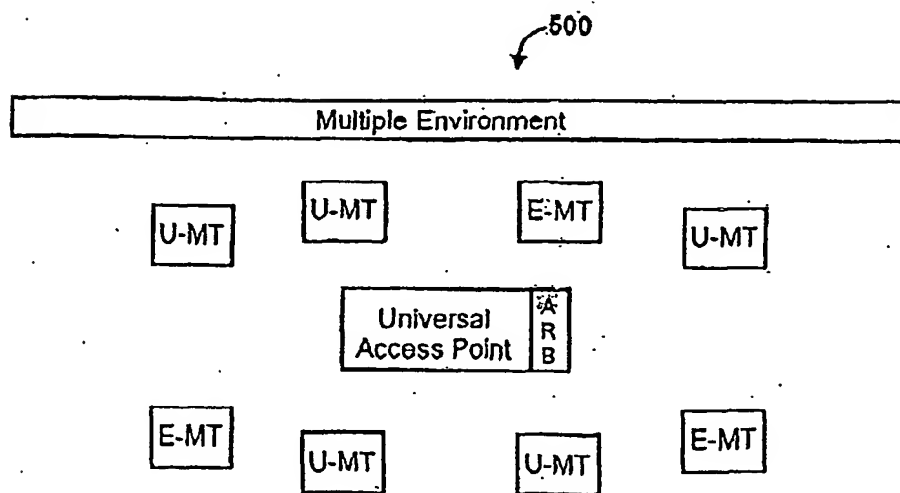 500
Multiple Environment
U-MT
U-MT
E-MT
U-MT
Universal
Access Point
A
R
B
E-MT
U-MT
U-MT
E-MT